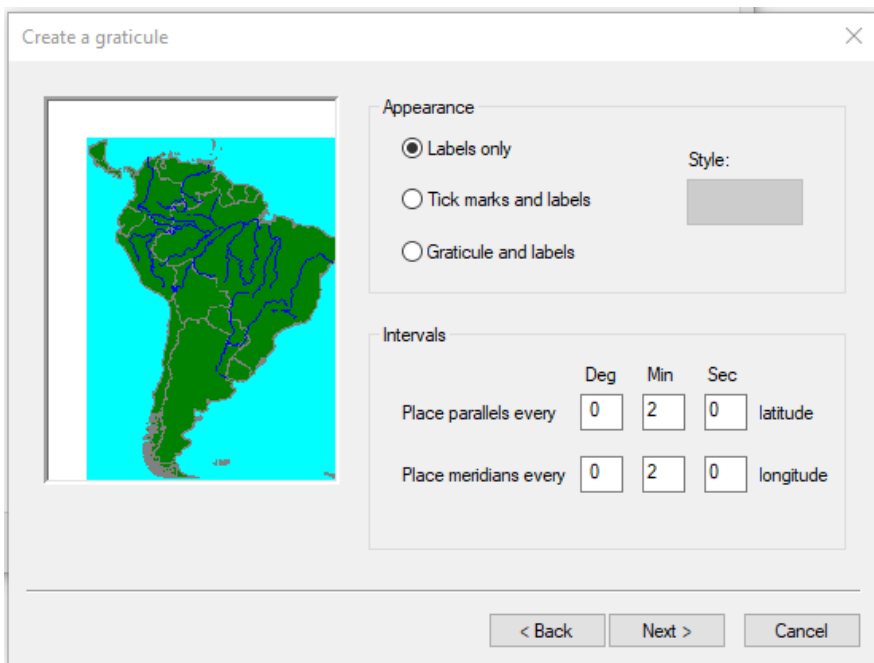 Create a graticule
Appearance
Labels only
Style:
Tick marks and labels
Graticule and labels
Intervals
Deg Min Sec
Place parallels every 0 2 0 latitude
Place meridians every 0 2 0 longitude
< Back Next > Cancel